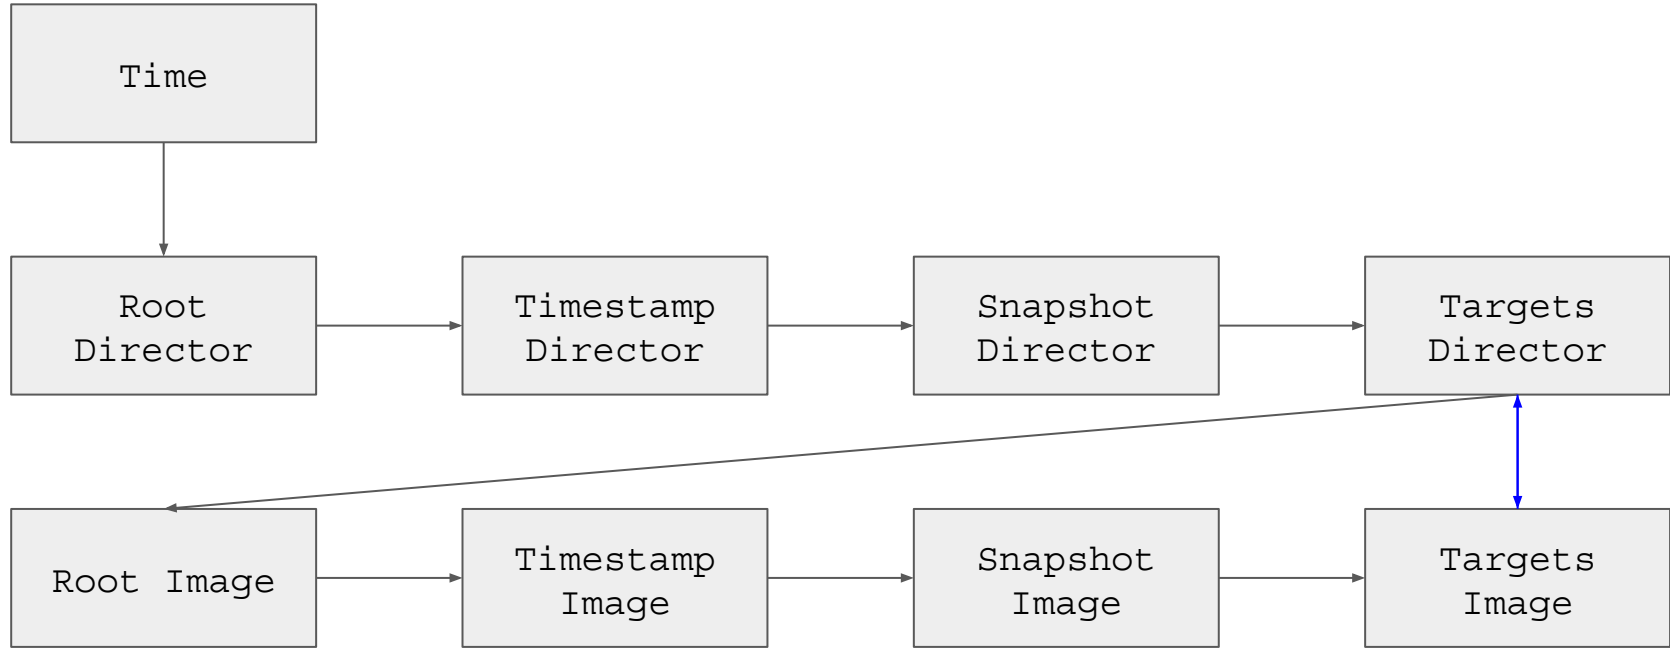 Time
Root
Director
Timestamp
Director
Snapshot
Director
Targets
Director
Root Image
Timestamp
Image
Snapshot
Image
Targets
Image